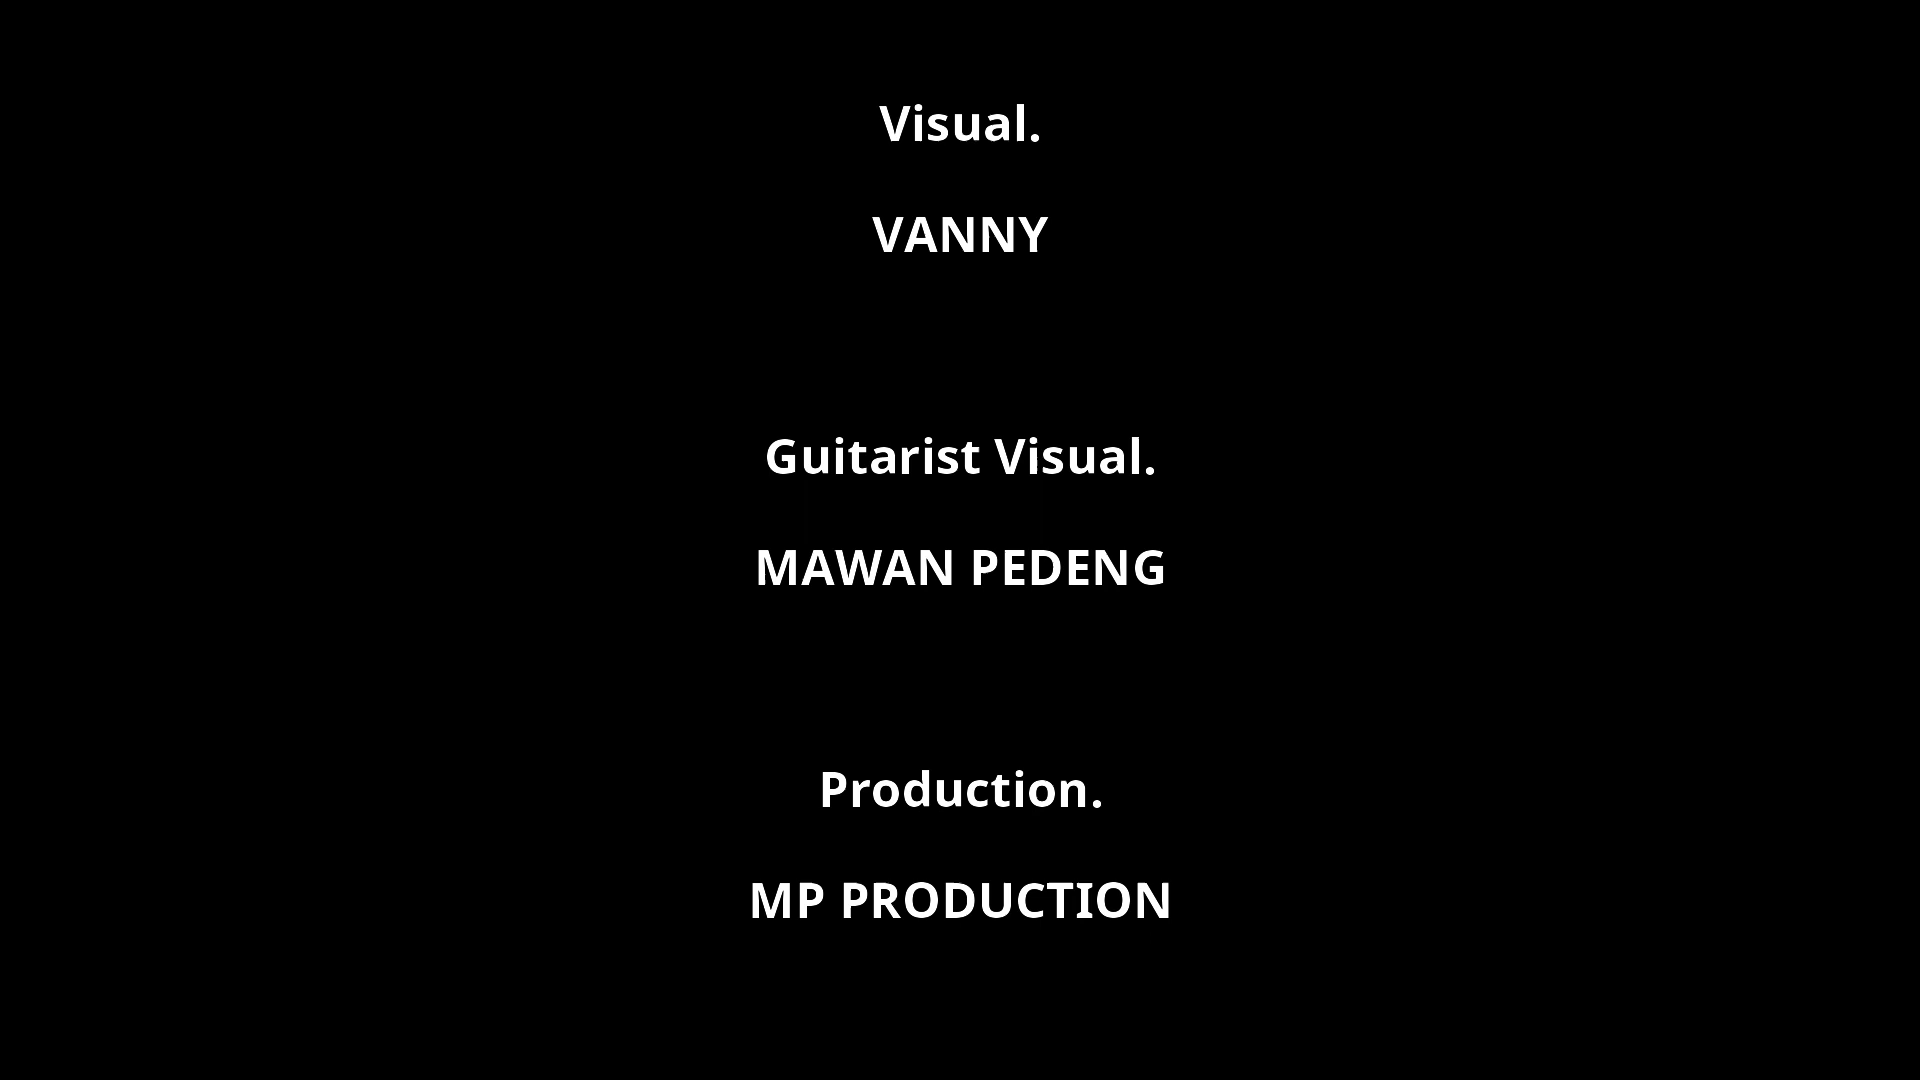 Visual.
VANNY
Guitarist Visual.
MAWAN PEDENG
Production.
MP PRODUCTION